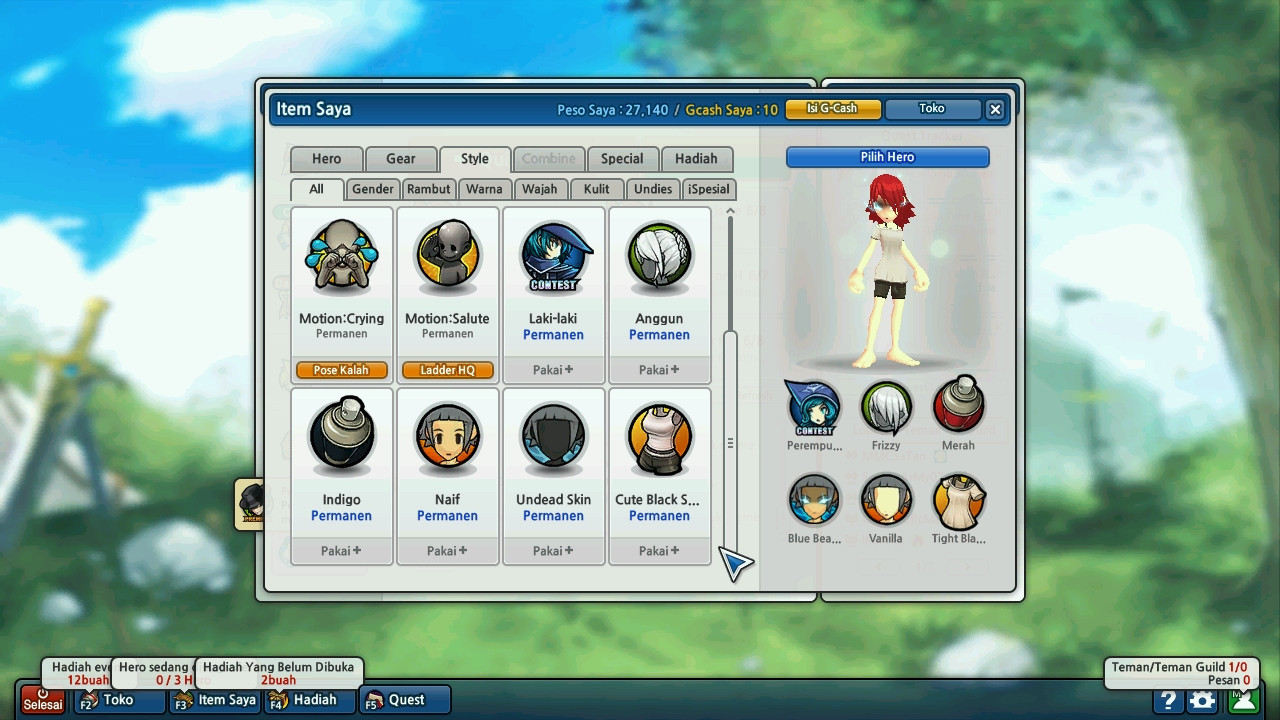 Item Saya
Peso Saya : 27,140 / Gcash Saya : 10
Isi G-Cash
Toko
Hero Gear Style Combine Special Hadiah
Pilih Hero
All Gender Rambut Warna Wajah Kulit Undies iSpesial
CONTEST
Motion:Crying Motion:Salute Laki-laki Anggun
Permanen Permanen Permanen Permanen
Pose Kalah Ladder HQ Pakai+ Pakai+
CONTEST
Perempu... Frizzy Merah
Indigo Naif Undead Skin Cute Black S...
Permanen Permanen Permanen Permanen
Blue Bea... Vanilla Tight Bla...
Pakai+ Pakai+ Pakai+ Pakai+
Hadiah Hero sedang Hadiah Yang Belum Dibuka
12buah 0 / 3 2buah
Teman/Teman Guild 1/0
Pesan 0
Selesai F2 Toko F3 Item Saya F4 Hadiah F5 Quest
?